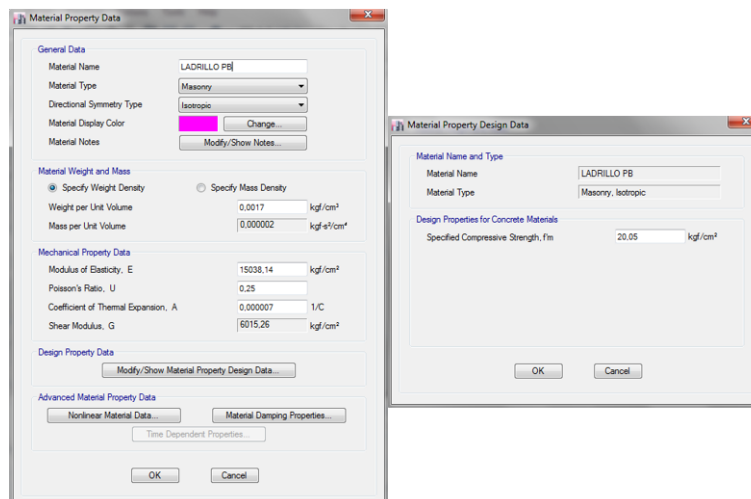 Material Property Data
General Data
Material Name LADRILLO PB
Material Type Masonry
Directional Symmetry Type Isotropic
Material Display Color Change...
Material Notes Modify/Show Notes...
Material Weight and Mass
Specify Weight Density Specify Mass Density
Weight per Unit Volume 0,0017 kgf/cm³
Mass per Unit Volume 0,000002 kgf-s²/cm⁴
Mechanical Property Data
Modulus of Elasticity, E 15038,14 kgf/cm²
Poisson's Ratio, U 0,25
Coefficient of Thermal Expansion, A 0,000007 1/C
Shear Modulus, G 6015,26 kgf/cm²
Design Property Data
Modify/Show Material Property Design Data...
Advanced Material Property Data
Nonlinear Material Data... Material Damping Properties...
Time Dependent Properties...
OK Cancel
Material Property Design Data
Material Name and Type
Material Name LADRILLO PB
Material Type Masonry, Isotropic
Design Properties for Concrete Materials
Specified Compressive Strength, f'm 20,05 kgf/cm²
OK Cancel